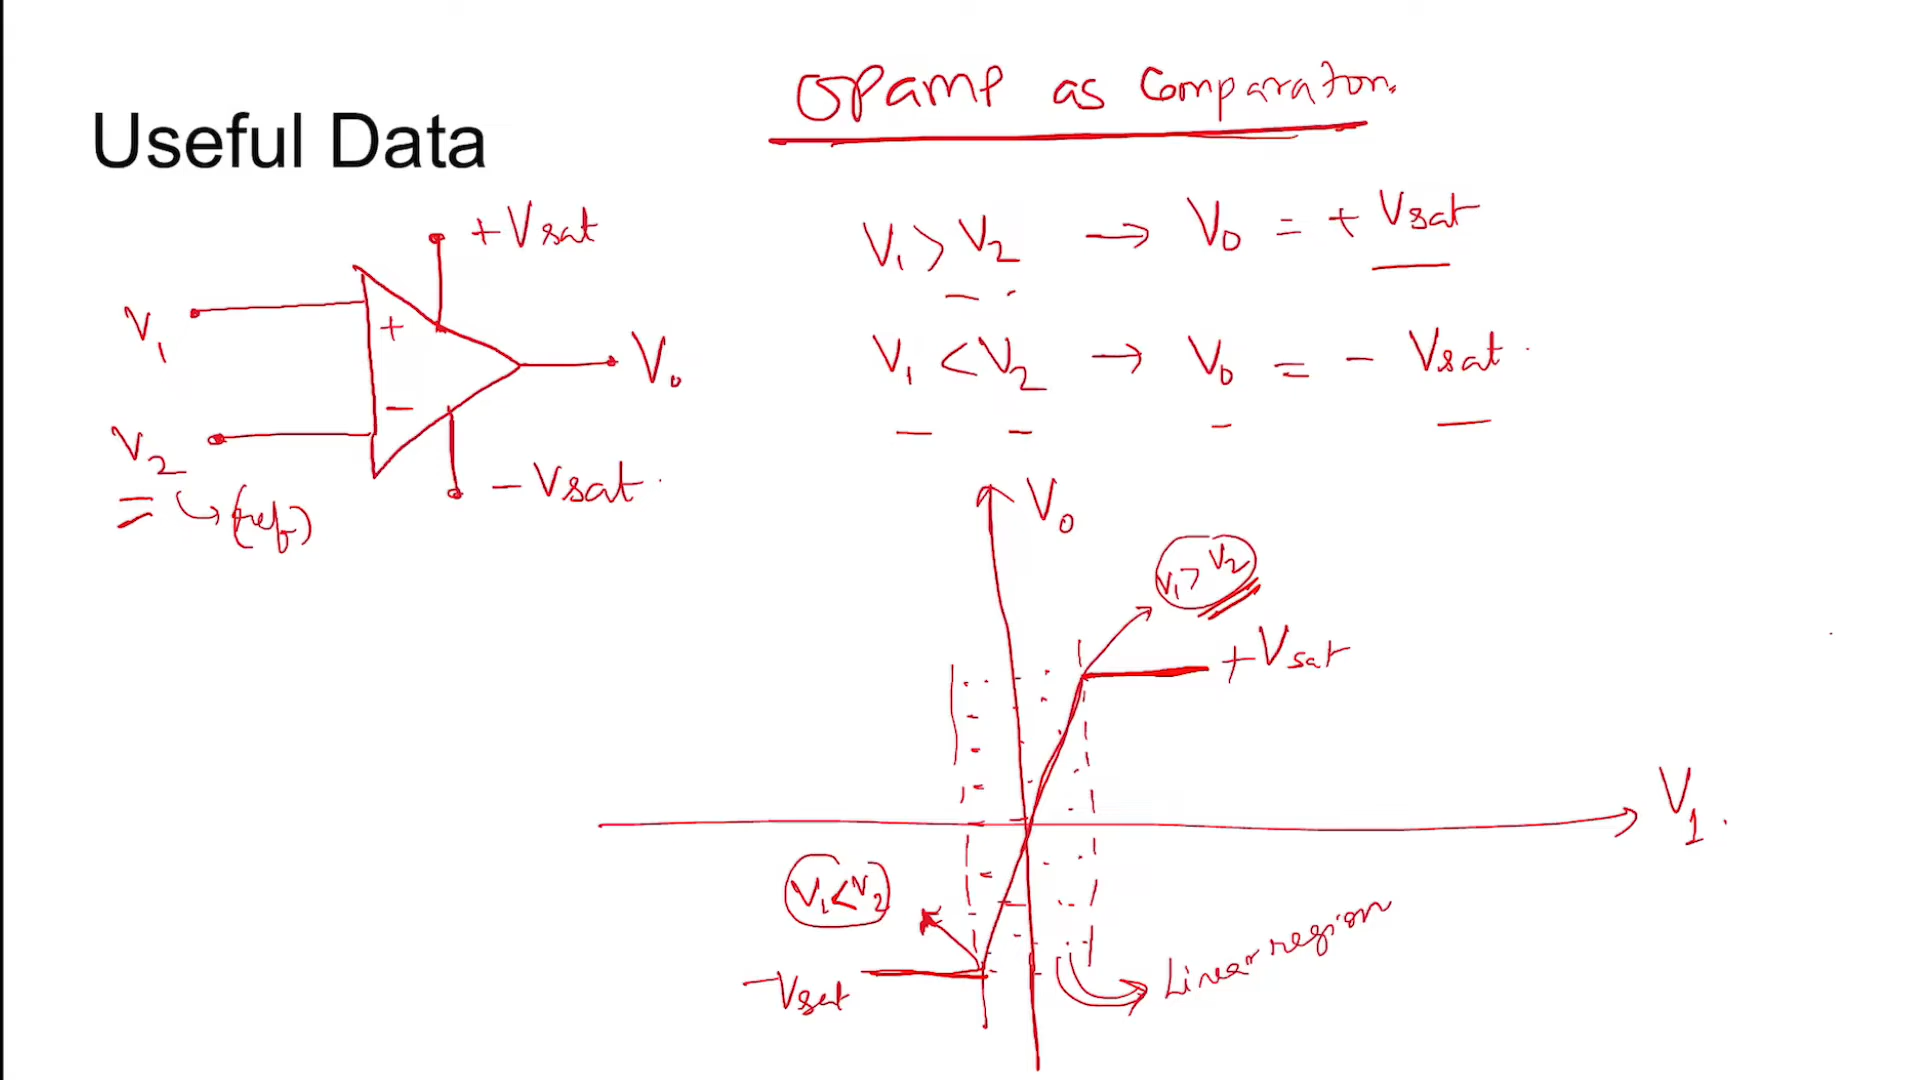 OPamp as Comparator.
Useful Data
+Vsat
V1
+
-
V0
V2
(ref)
-Vsat.
V1 > V2 → V0 = + Vsat
V1 < V2 → V0 = - Vsat.
V0
V1 > V2
+Vsat
V1.
V1 < V2
-Vsat
Linear region